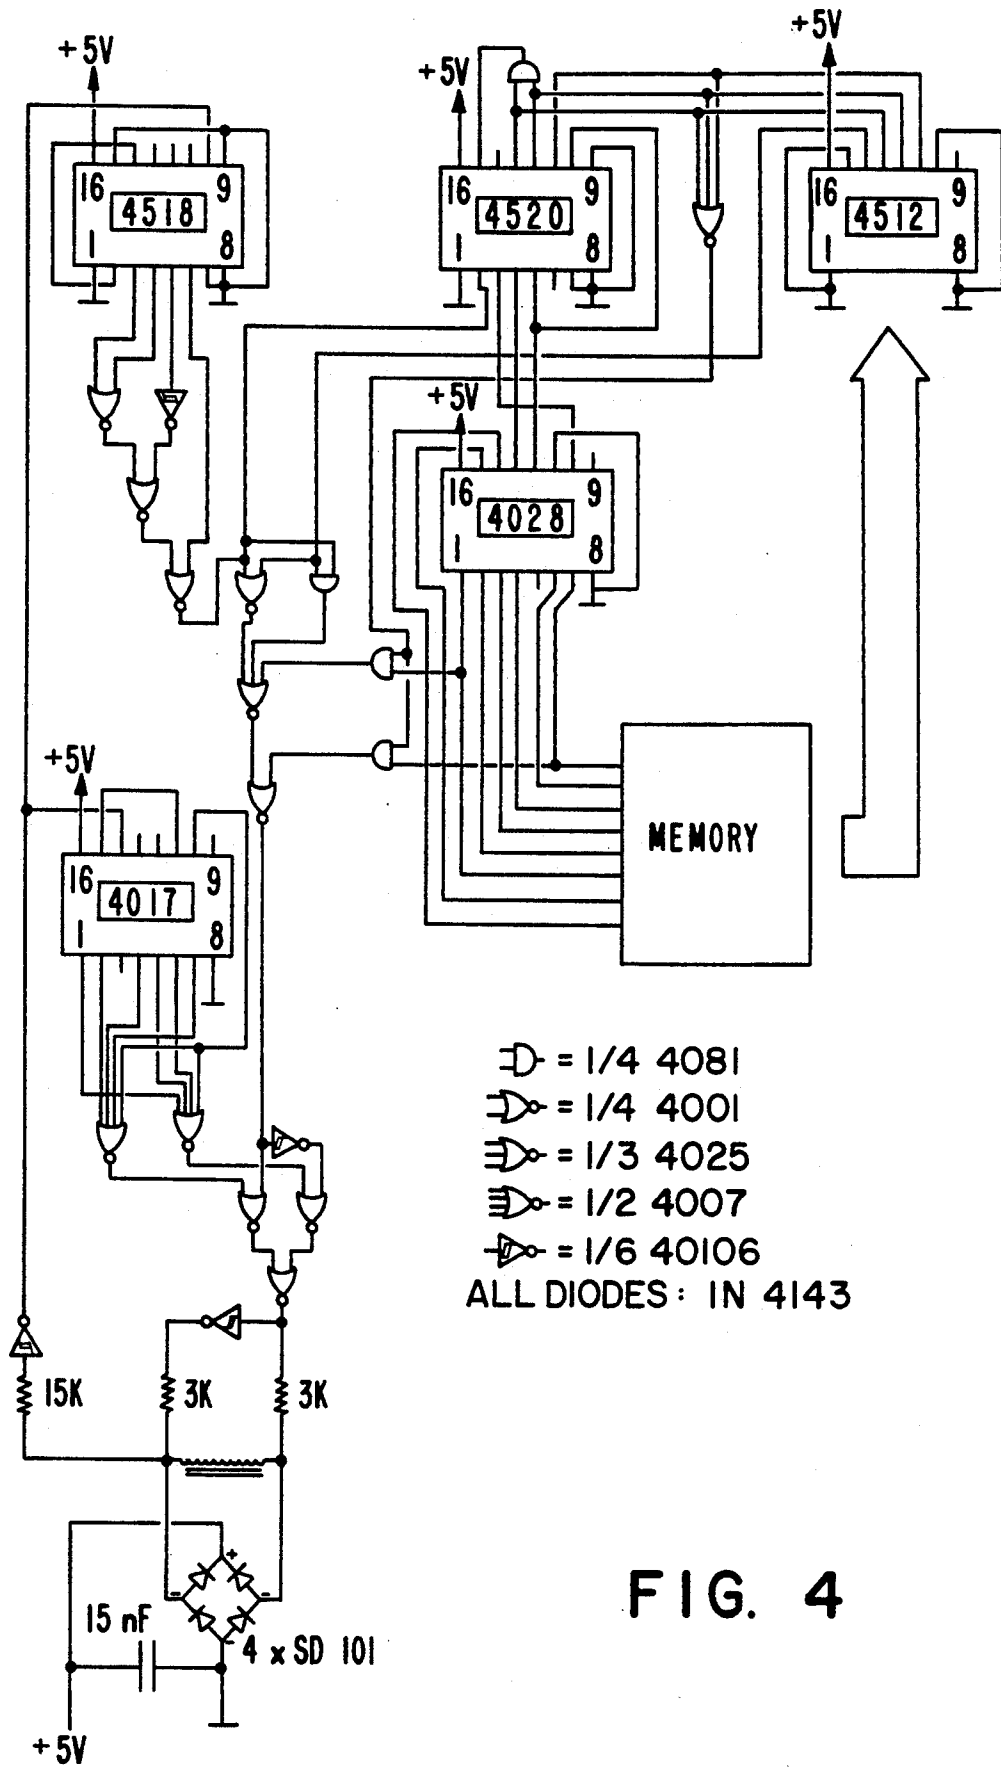 +5V
+5V
+5V
16 9
4518
1 8
16 9
4520
1 8
16 9
4512
1 8
+5V
16 9
4028
1 8
+5V
16 9
4017
1 8
MEMORY
= 1/4 4081
= 1/4 4001
= 1/3 4025
= 1/2 4007
= 1/6 40106
ALL DIODES: IN 4143
15K
3K
3K
+
- -
-
15 nF
4 x SD 101
+5V
FIG. 4